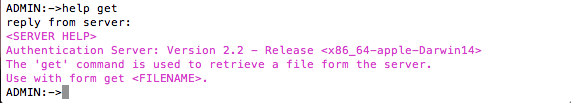 ADMIN:->help get
reply from server:
<SERVER HELP>
Authentication Server: Version 2.2 - Release <x86_64-apple-Darwin14>
The 'get' command is used to retrieve a file form the server.
Use with form get <FILENAME>.
ADMIN:->